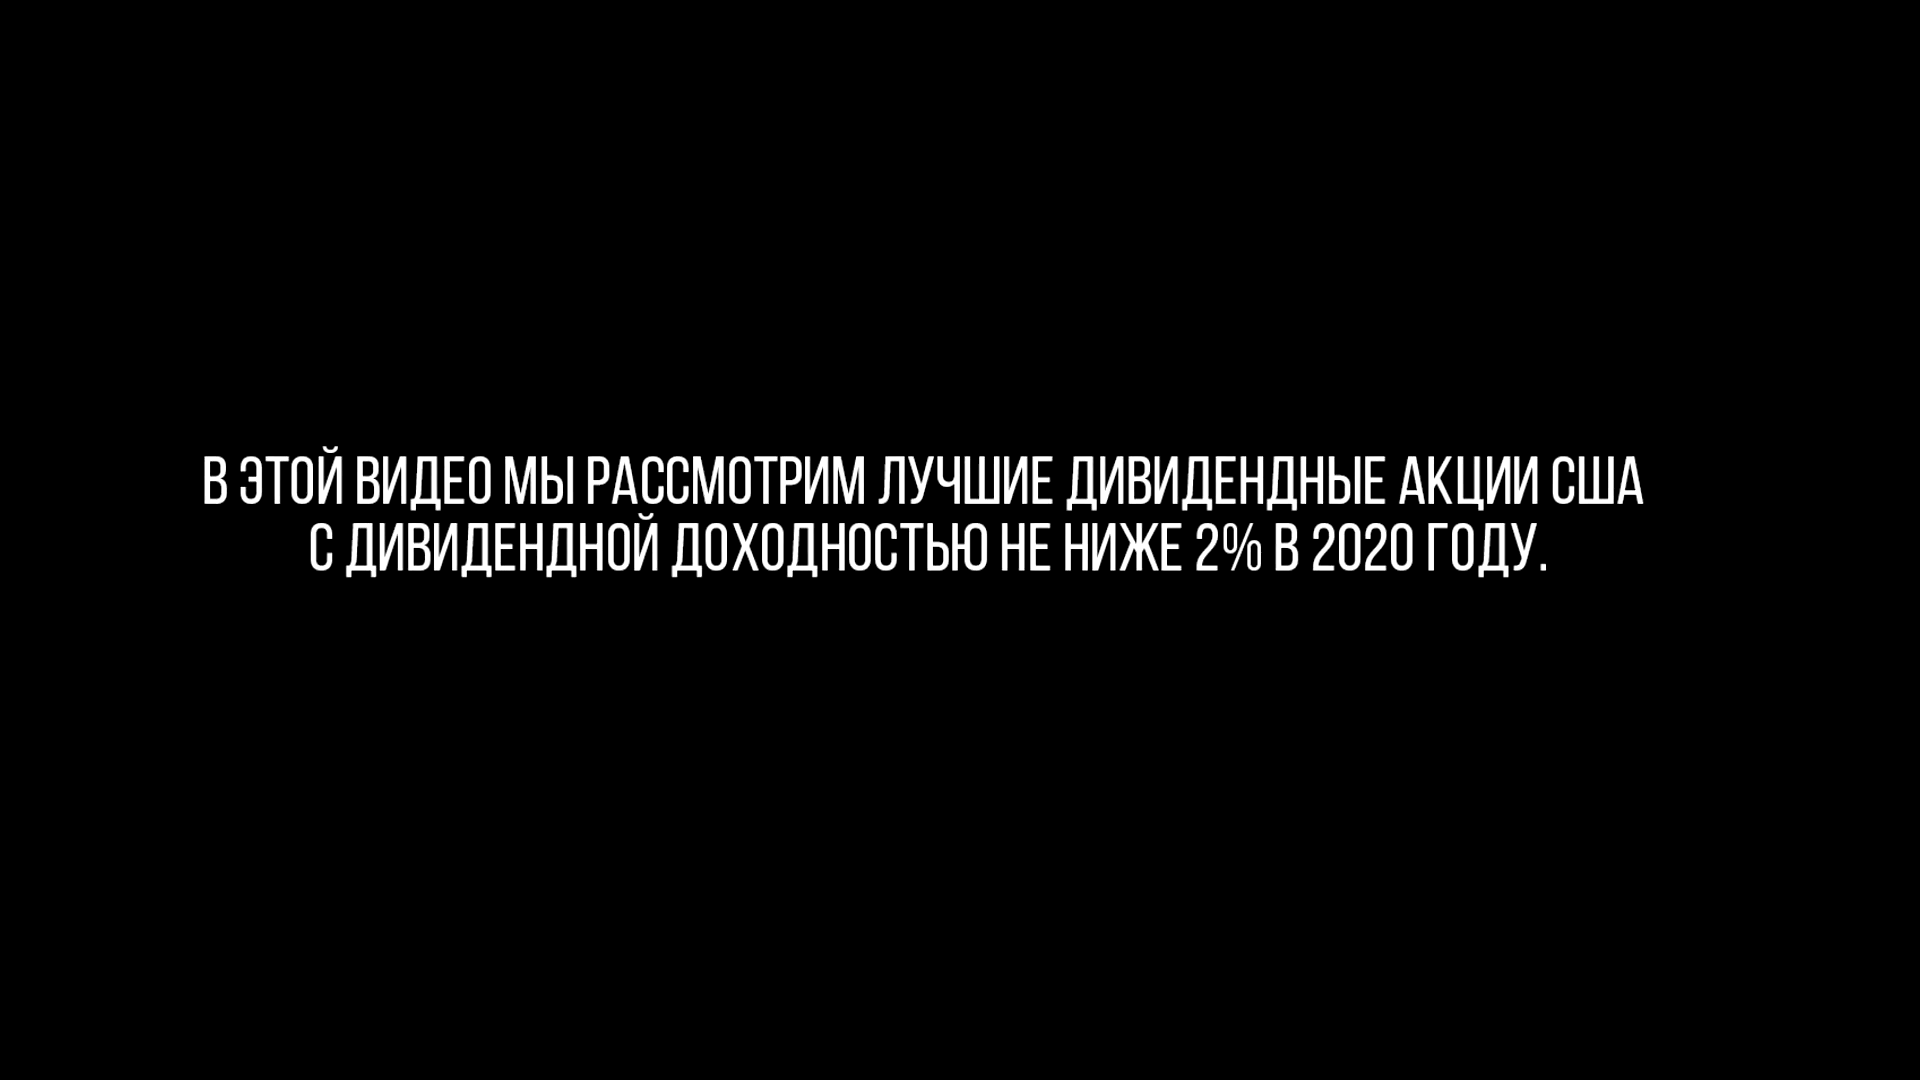 В ЭТОЙ ВИДЕО МЫ РАССМОТРИМ ЛУЧШИЕ ДИВИДЕНДНЫЕ АКЦИИ США
С ДИВИДЕНДНОЙ ДОХОДНОСТЬЮ НЕ НИЖЕ 2% В 2020 ГОДУ.